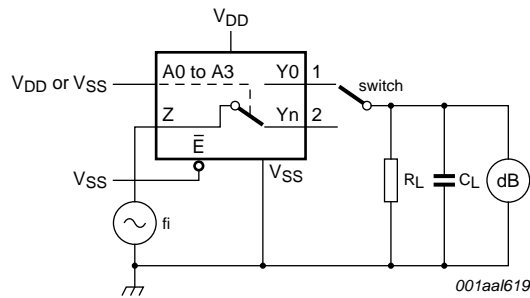 VDD
VDD or VSS
A0 to A3
Y0
1
switch
Z
Yn
2
E̅
VSS
VSS
RL
CL
dB
fi
001aal619